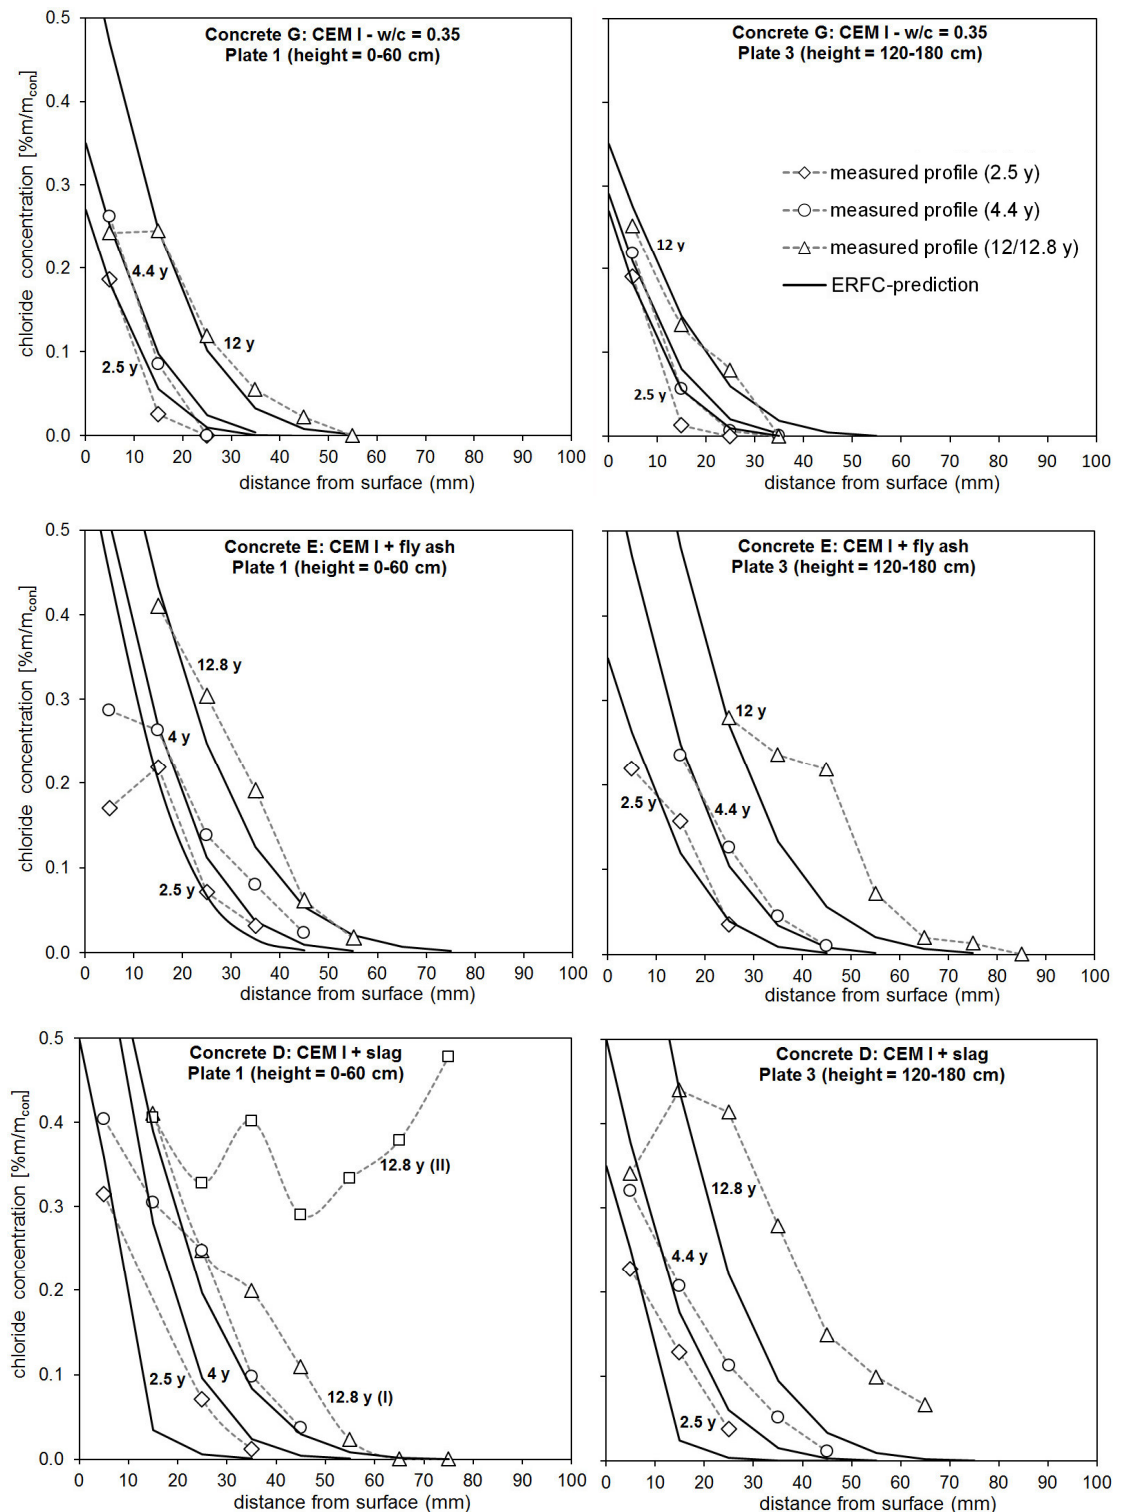 Concrete G: CEM I - w/c = 0.35
Plate 1 (height = 0-60 cm)
chloride concentration [%m/mcon]
0.5
0.4
0.3
0.2
0.1
0.0
4.4 y
12 y
2.5 y
0 10 20 30 40 50 60 70 80 90 100
distance from surface (mm)
Concrete G: CEM I - w/c = 0.35
Plate 3 (height = 120-180 cm)
measured profile (2.5 y)
measured profile (4.4 y)
measured profile (12/12.8 y)
ERFC-prediction
12 y
2.5 y
0 10 20 30 40 50 60 70 80 90 100
distance from surface (mm)
Concrete E: CEM I + fly ash
Plate 1 (height = 0-60 cm)
chloride concentration [%m/mcon]
0.5
0.4
0.3
0.2
0.1
0.0
12.8 y
4 y
2.5 y
0 10 20 30 40 50 60 70 80 90 100
distance from surface (mm)
Concrete E: CEM I + fly ash
Plate 3 (height = 120-180 cm)
12 y
2.5 y
4.4 y
0 10 20 30 40 50 60 70 80 90 100
distance from surface (mm)
Concrete D: CEM I + slag
Plate 1 (height = 0-60 cm)
chloride concentration [%m/mcon]
0.5
0.4
0.3
0.2
0.1
0.0
12.8 y (II)
2.5 y
4 y
12.8 y (I)
0 10 20 30 40 50 60 70 80 90 100
distance from surface (mm)
Concrete D: CEM I + slag
Plate 3 (height = 120-180 cm)
12.8 y
4.4 y
2.5 y
0 10 20 30 40 50 60 70 80 90 100
distance from surface (mm)